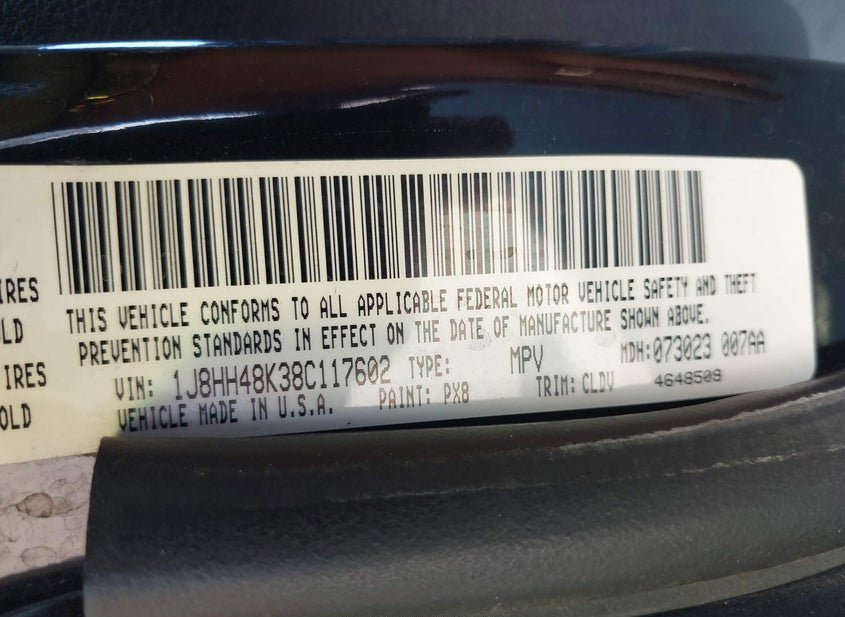 IRES
OLD
IRES
OLD
THIS VEHICLE CONFORMS TO ALL APPLICABLE FEDERAL MOTOR VEHICLE SAFETY AND THEFT
PREVENTION STANDARDS IN EFFECT ON THE DATE OF MANUFACTURE SHOWN ABOVE.
VIN: 1J8HH48K38C117602 TYPE: MPV MDH: 073023 007AA
VEHICLE MADE IN U.S.A. PAINT: PX8 TRIM: CLDV 4648509